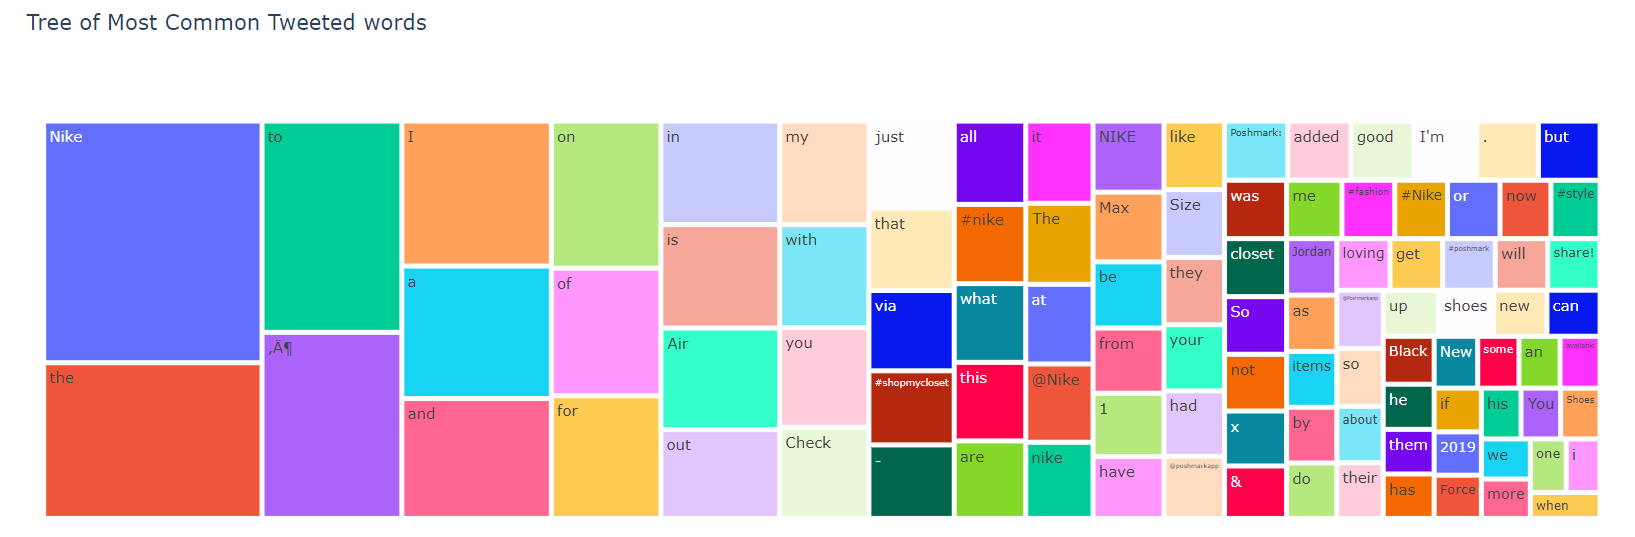 Tree of Most Common Tweeted words
Nike
the
to
‚Ä¶
I
a
and
on
of
for
in
is
Air
out
my
with
you
Check
just
that
via
#shopmycloset
-
all
#nike
what
this
are
it
The
at
@Nike
nike
NIKE
Max
be
from
1
have
like
Size
they
your
had
@poshmarkapp
Poshmark:
added
good
I'm
.
but
was
me
#fashion
#Nike
or
now
#style
closet
So
not
x
&
Jordan
loving
get
#poshmark
will
share!
as
items
by
do
@Poshmarkapp
so
about
their
up
shoes
new
can
Black
he
them
has
New
some
an
available
if
his
You
Shoes
2019
Force
we
more
one
i
when